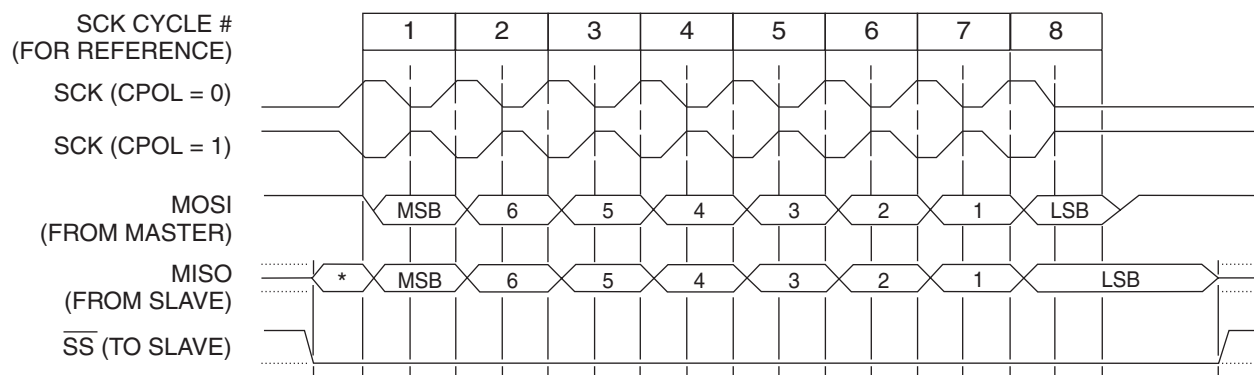 SCK CYCLE #
(FOR REFERENCE)
1 2 3 4 5 6 7 8
SCK (CPOL = 0)
SCK (CPOL = 1)
MOSI
(FROM MASTER)
MSB 6 5 4 3 2 1 LSB
MISO
(FROM SLAVE)
* MSB 6 5 4 3 2 1 LSB
SS (TO SLAVE)